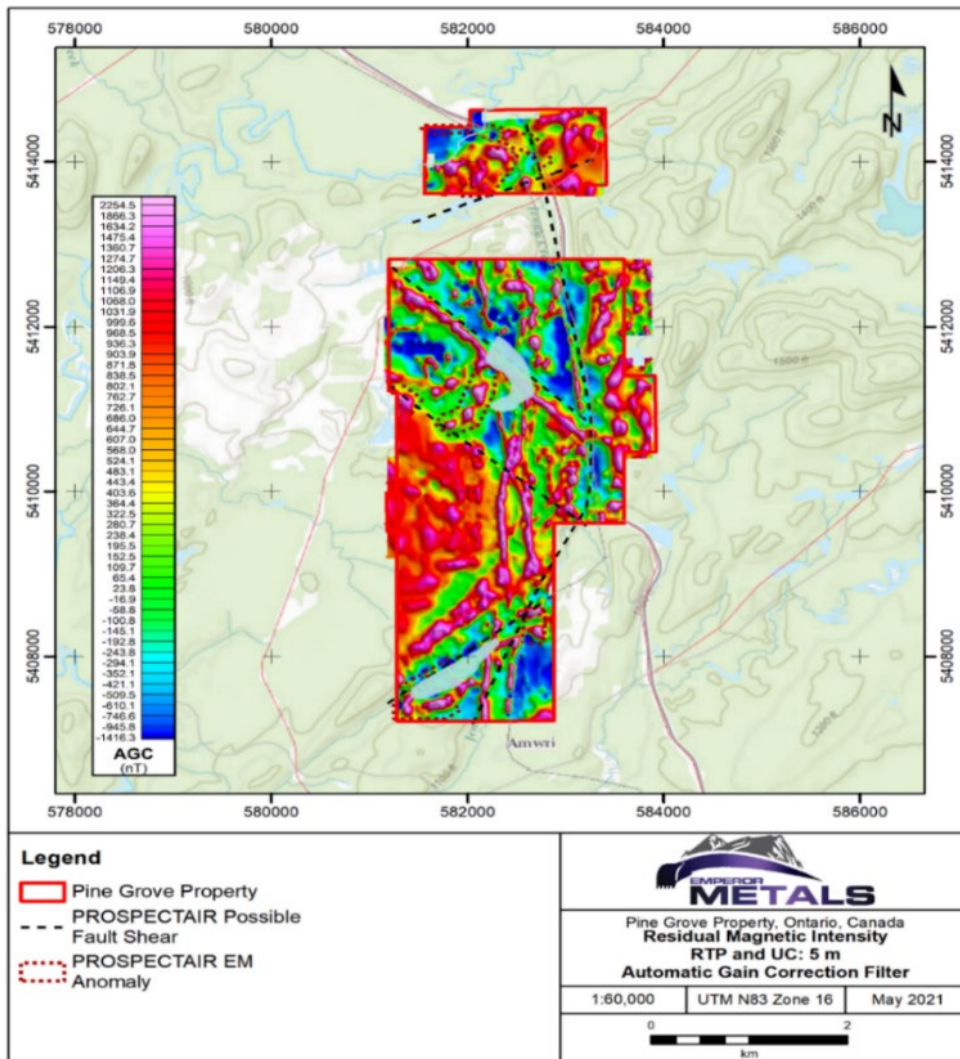 578000 580000 582000 584000 586000
N
5414000 5414000
5412000 5412000
5410000 5410000
5408000 5408000
2254.5
1866.3
1634.2
1475.4
1360.7
1274.7
1206.3
1149.4
1106.9
1068.0
1031.9
999.6
968.5
936.3
903.9
871.8
838.5
802.1
762.7
726.1
686.0
644.7
607.0
568.0
524.1
483.1
443.4
403.6
364.4
322.5
280.7
238.4
195.5
152.5
109.7
65.4
23.8
-16.9
-58.8
-100.8
-145.1
-192.8
-243.8
-294.1
-352.1
-421.1
-509.5
-610.1
-746.6
-945.8
-1416.3
AGC
(nT)
1400 ft
1500 ft
Amwri
578000 580000 582000 584000 586000
Legend
Pine Grove Property
PROSPECTAIR Possible
Fault Shear
PROSPECTAIR EM
Anomaly
EMPEROR
METALS
Pine Grove Property, Ontario, Canada
Residual Magnetic Intensity
RTP and UC: 5 m
Automatic Gain Correction Filter
1:60,000 UTM N83 Zone 16 May 2021
0 2
km